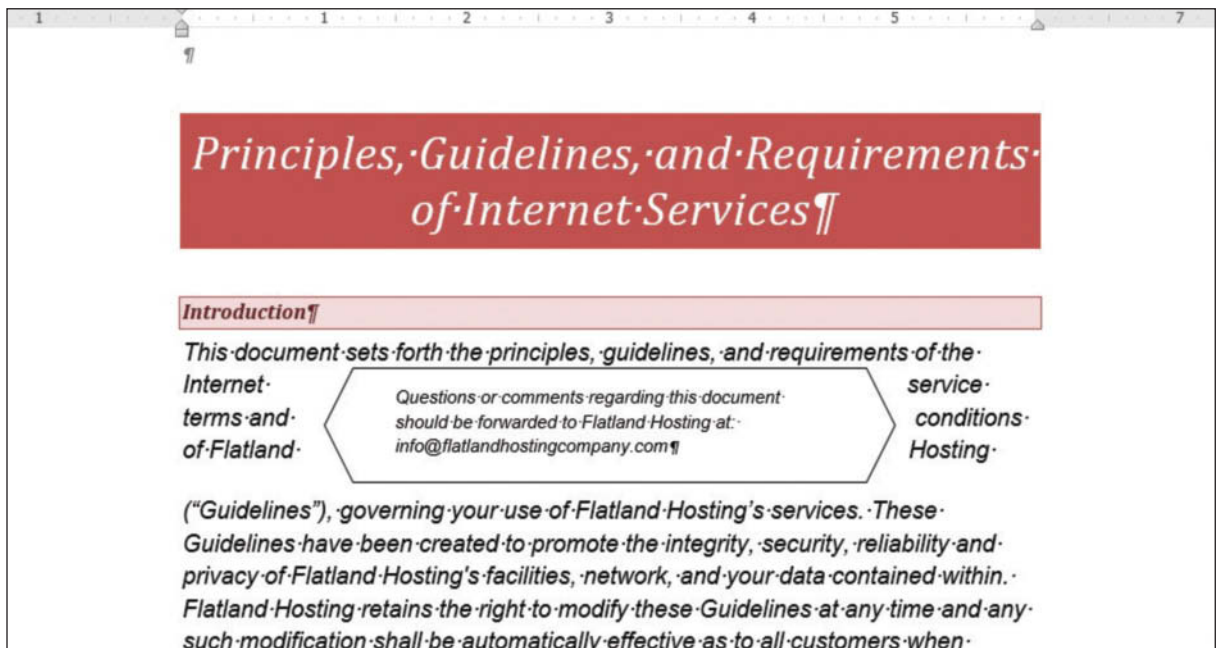 1 1 2 3 4 5 7
¶
Principles,·Guidelines,·and·Requirements·
of·Internet·Services¶
Introduction¶
This·document·sets·forth·the·principles,·guidelines,·and·requirements·of·the·
Internet· service·
terms·and· conditions·
of·Flatland· Hosting·
Questions·or·comments·regarding·this·document·
should·be·forwarded·to·Flatland·Hosting·at:·
info@flatlandhostingcompany.com¶
(“Guidelines”),·governing·your·use·of·Flatland·Hosting’s·services.·These·
Guidelines·have·been·created·to·promote·the·integrity,·security,·reliability·and·
privacy·of·Flatland·Hosting's·facilities,·network,·and·your·data·contained·within.·
Flatland·Hosting·retains·the·right·to·modify·these·Guidelines·at·any·time·and·any·
such·modification·shall·be·automatically·effective·as·to·all·customers·when·